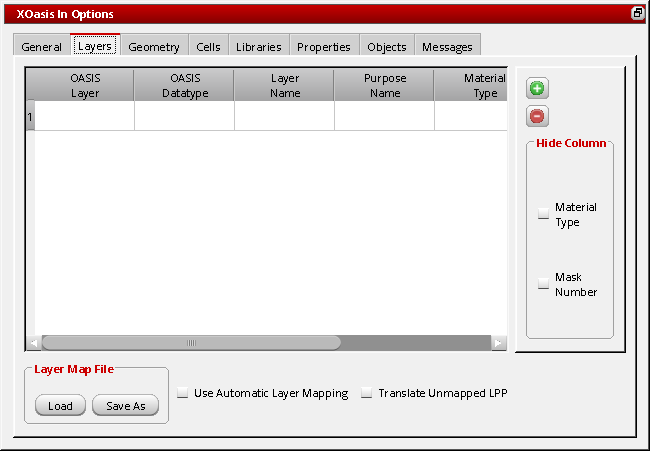 XOasis In Options
General Layers Geometry Cells Libraries Properties Objects Messages
OASIS Layer OASIS Datatype Layer Name Purpose Name Material Type
1
Hide Column
Material
Type
Mask
Number
Layer Map File
Load Save As
Use Automatic Layer Mapping Translate Unmapped LPP